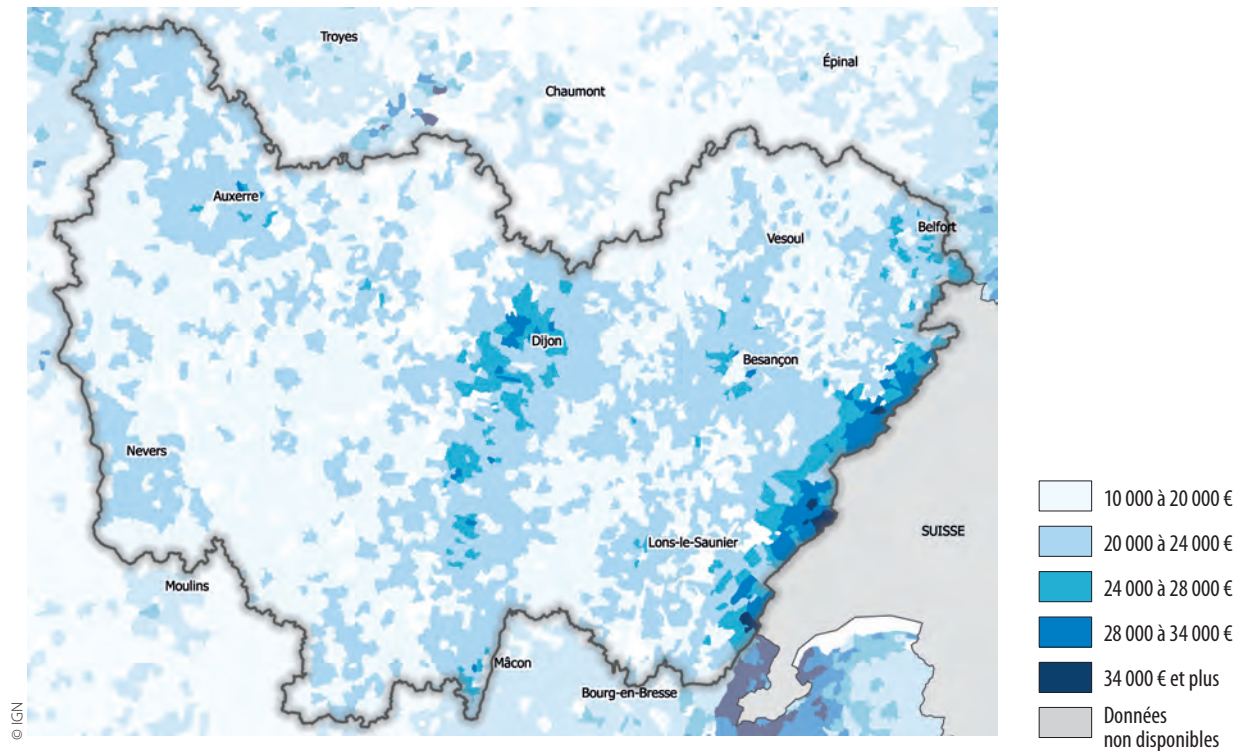 Troyes
Épinal
Chaumont
Auxerre
Belfort
Vesoul
Dijon
Besançon
Nevers
Lons-le-Saunier
SUISSE
Moulins
Mâcon
Bourg-en-Bresse
10 000 à 20 000 €
20 000 à 24 000 €
24 000 à 28 000 €
28 000 à 34 000 €
34 000 € et plus
Données
non disponibles
© IGN